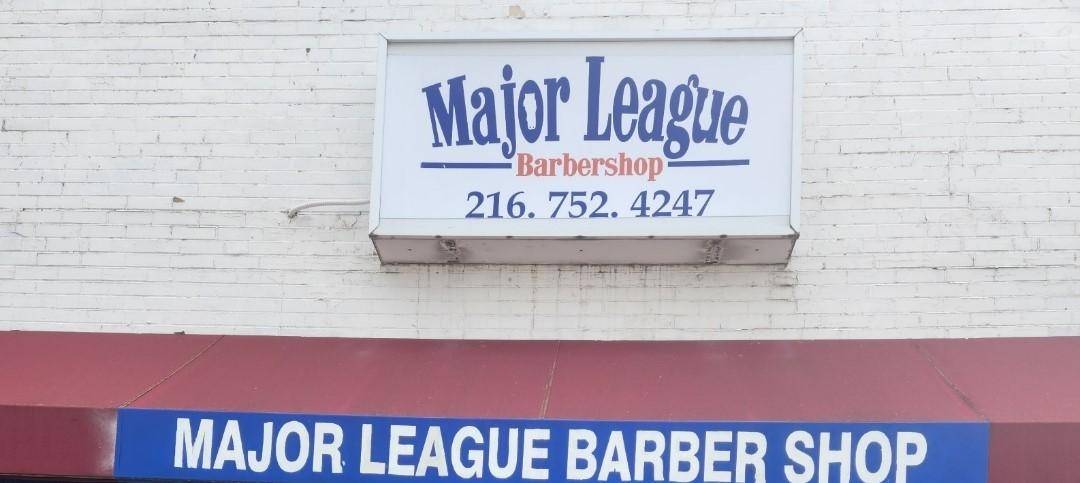 Major League
Barbershop
216. 752. 4247
MAJOR LEAGUE BARBER SHOP